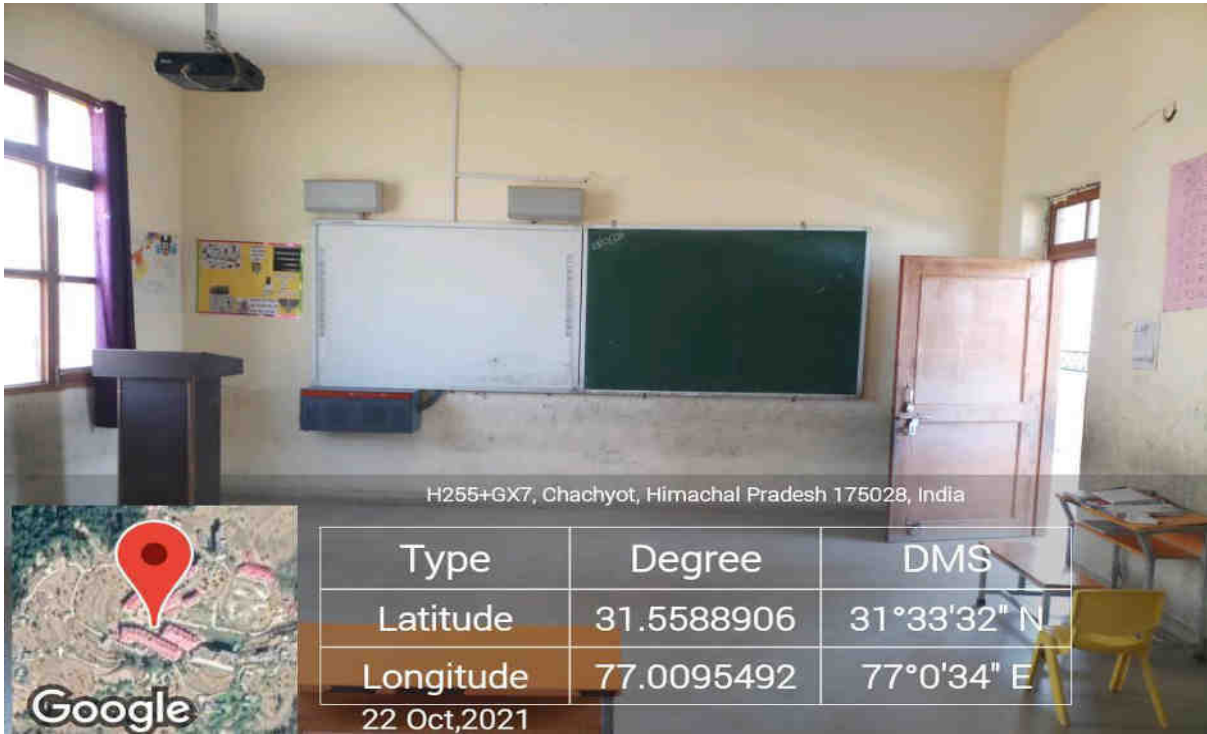 H255+GX7, Chachyot, Himachal Pradesh 175028, India
Type Degree DMS
Latitude 31.5588906 31°33'32" N
Longitude 77.0095492 77°0'34" E
Google
22 Oct,2021